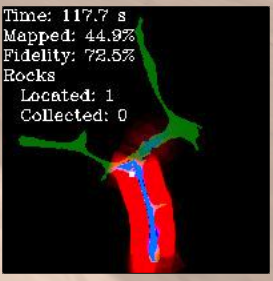 Time: 117.7 s
Mapped: 44.9%
Fidelity: 72.5%
Rocks
Located: 1
Collected: 0